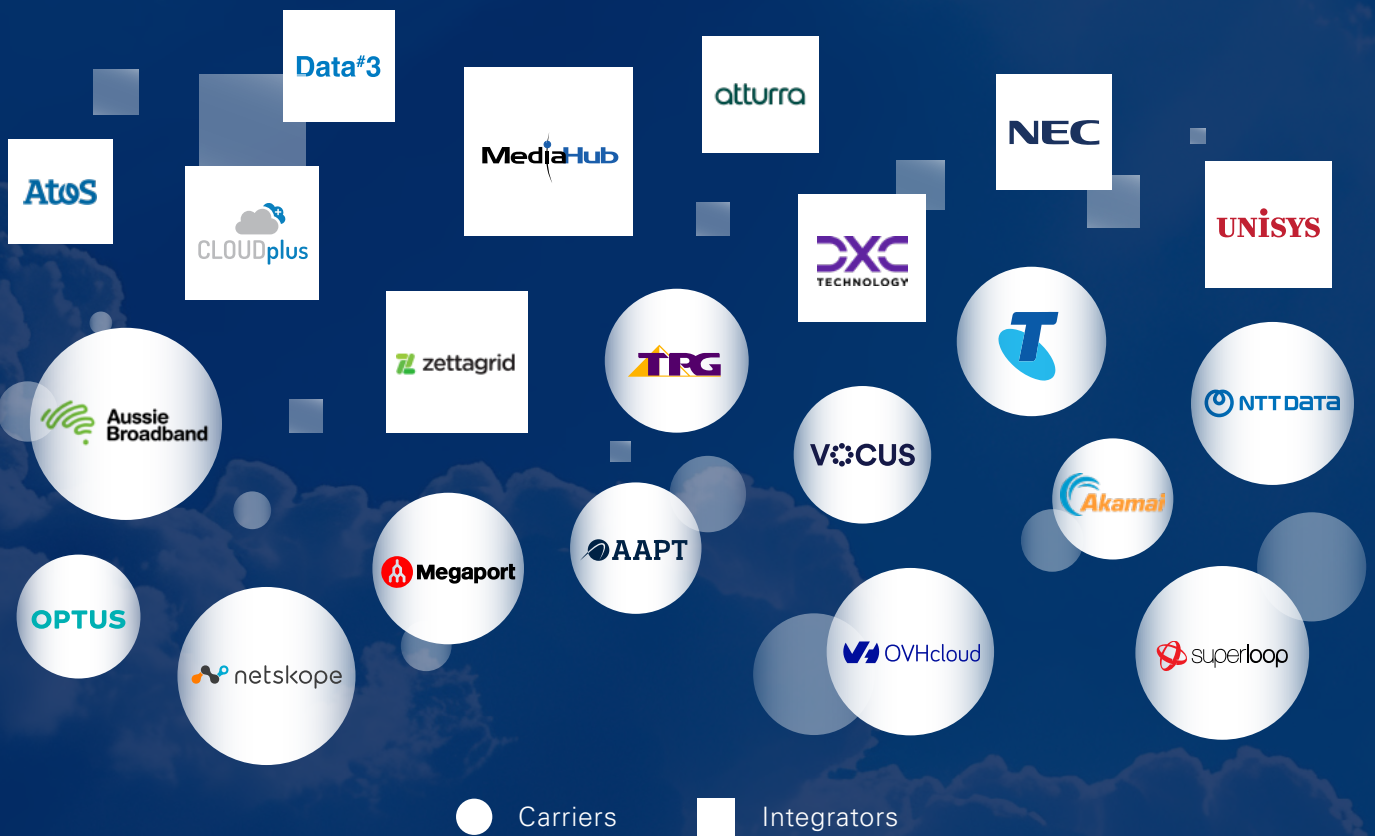 Data#3
atturra
MediaHub
NEC
AtoS
CLOUDplus
UNiSYS
DXC
TECHNOLOGY
zettagrid
TPG
T
NTT DATA
Aussie
Broadband
VOCUS
Akamai
AAPT
Megaport
OPTUS
netskope
OVHcloud
superloop
Carriers
Integrators